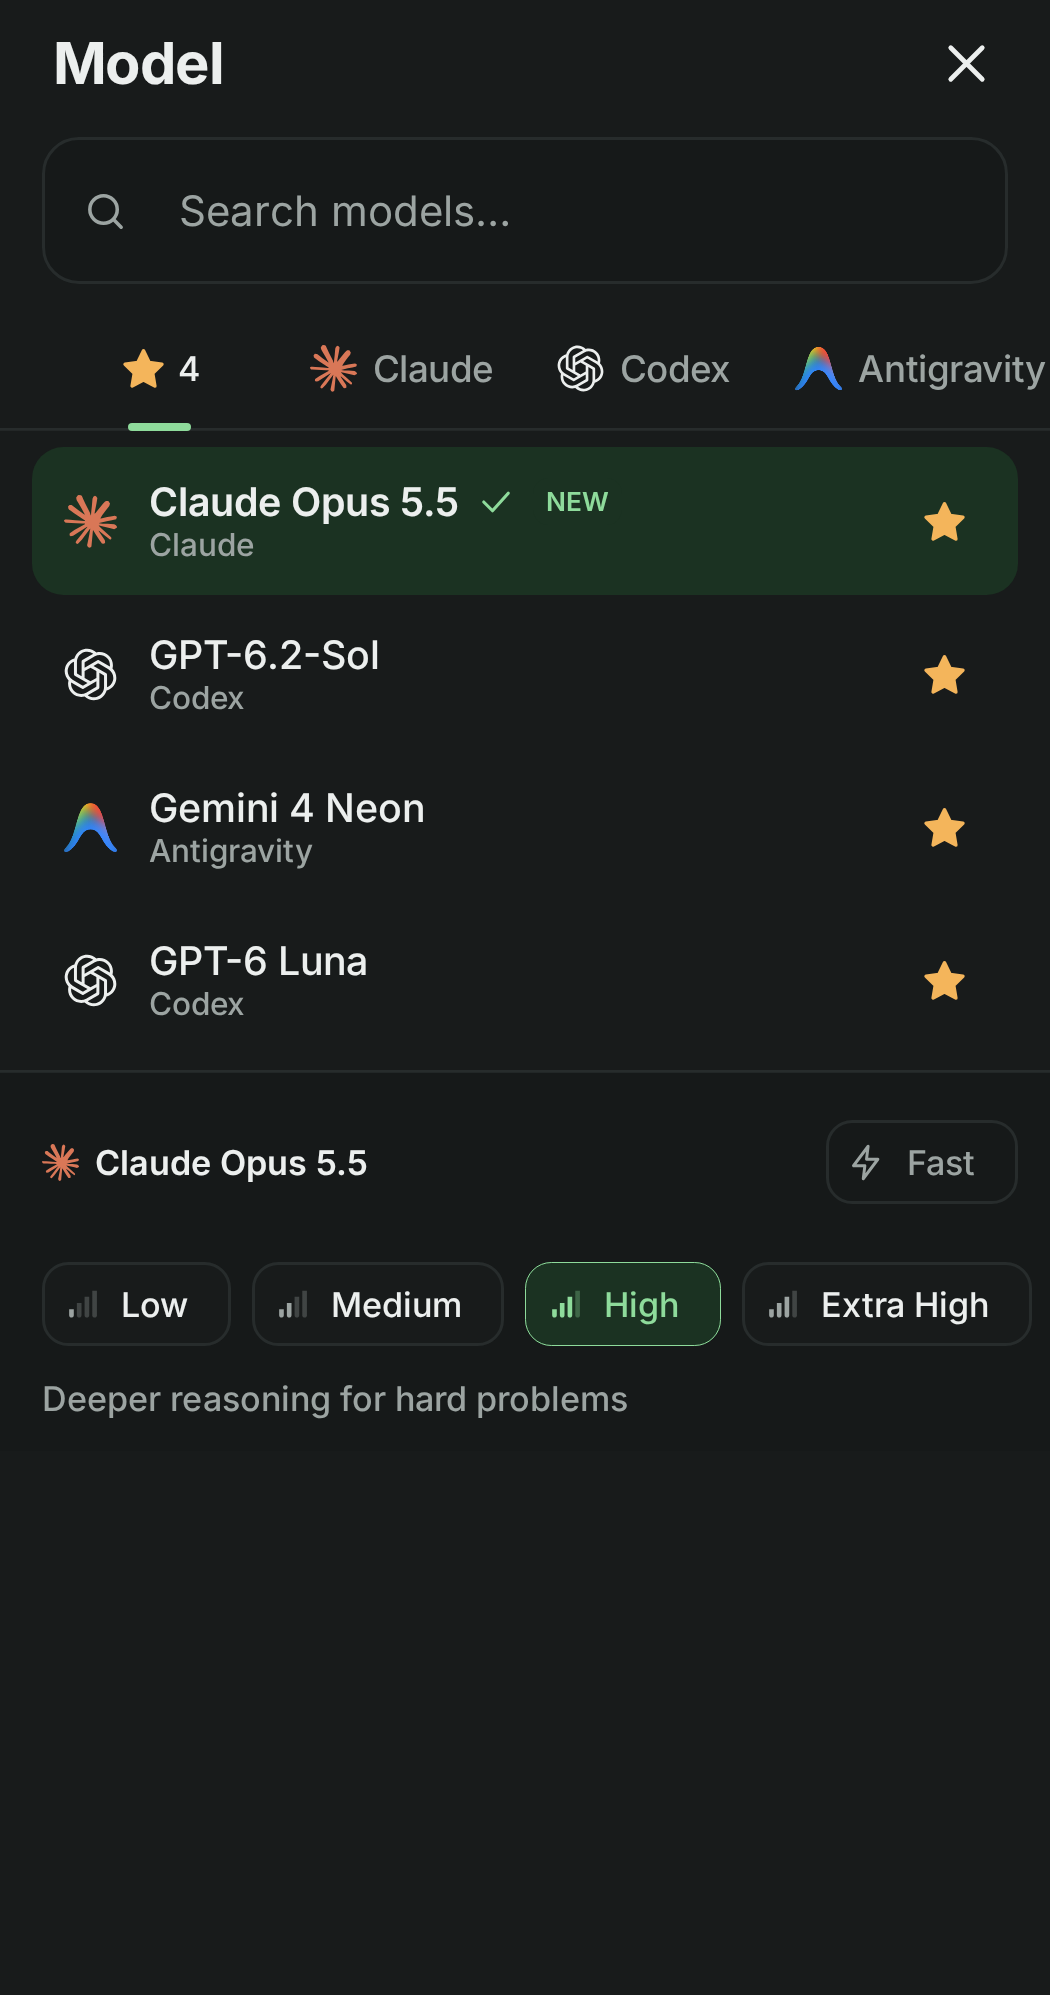 Model
Search models...
4
Claude
Codex
Antigravity
Claude Opus 5.5 NEW
Claude
GPT-6.2-Sol
Codex
Gemini 4 Neon
Antigravity
GPT-6 Luna
Codex
Claude Opus 5.5
Fast
Low
Medium
High
Extra High
Deeper reasoning for hard problems